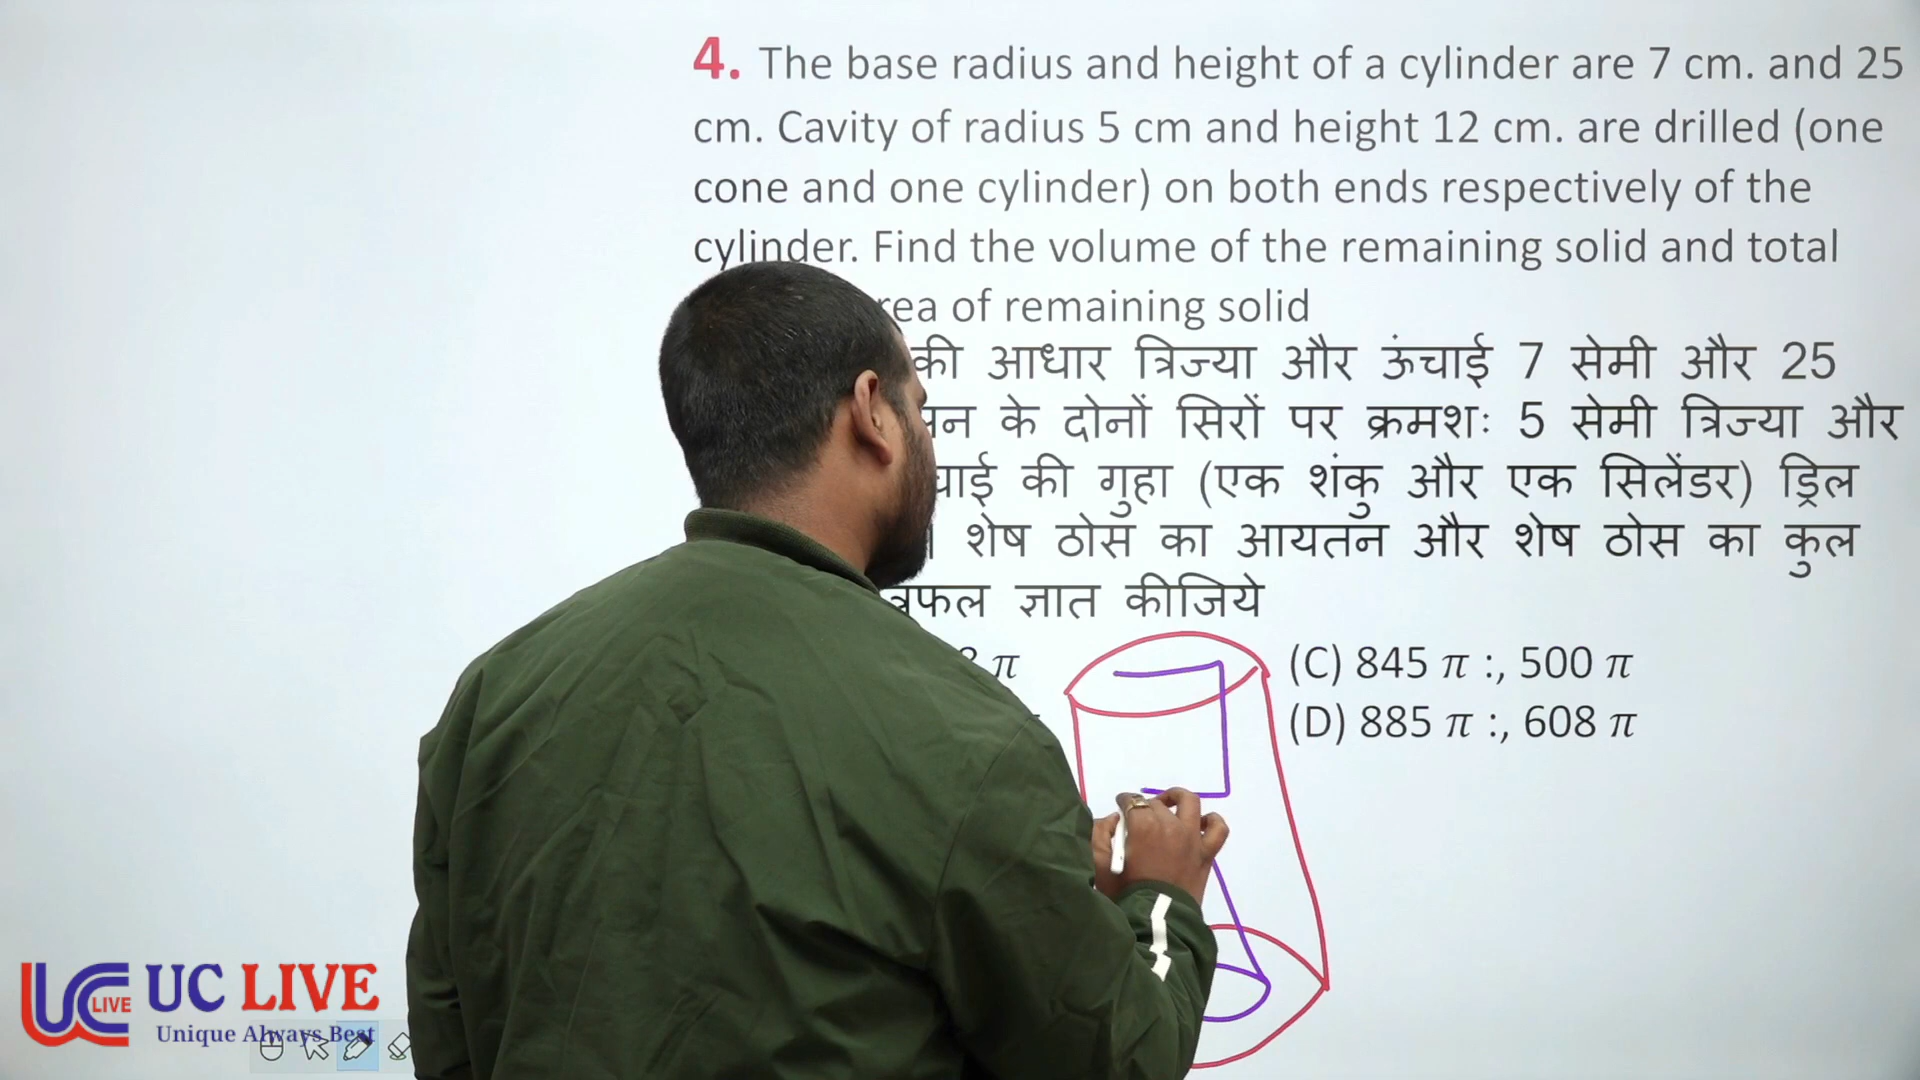 4. The base radius and height of a cylinder are 7 cm. and 25
cm. Cavity of radius 5 cm and height 12 cm. are drilled (one
cone and one cylinder) on both ends respectively of the
cylinder. Find the volume of the remaining solid and total
area of remaining solid
की आधार त्रिज्या और ऊंचाई 7 सेमी और 25
के दोनों सिरों पर क्रमशः 5 सेमी त्रिज्या और
की गुहा (एक शंकु और एक सिलेंडर) ड्रिल
शेष ठोस का आयतन और शेष ठोस का कुल
ज्ञात कीजिये
π (C) 845 π :, 500 π
(D) 885 π :, 608 π
UC LIVE
LIVE
Unique Always Best